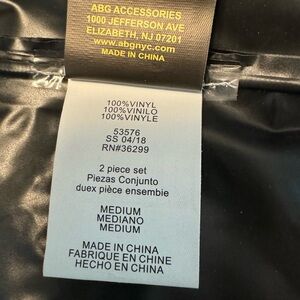 ABG ACCESSORIES
1000 JEFFERSON AVE
ELIZABETH, NJ 07201
www.abgnyc.com
MADE IN CHINA
100%VINYL
100%VINILO
100%VINYLE
53576
SS 04/18
RN#36299
2 piece set
Piezas Conjunto
duex pièce ensembie
MEDIUM
MEDIANO
MEDIUM
MADE IN CHINA
FABRIQUE EN CHINE
HECHO EN CHINA